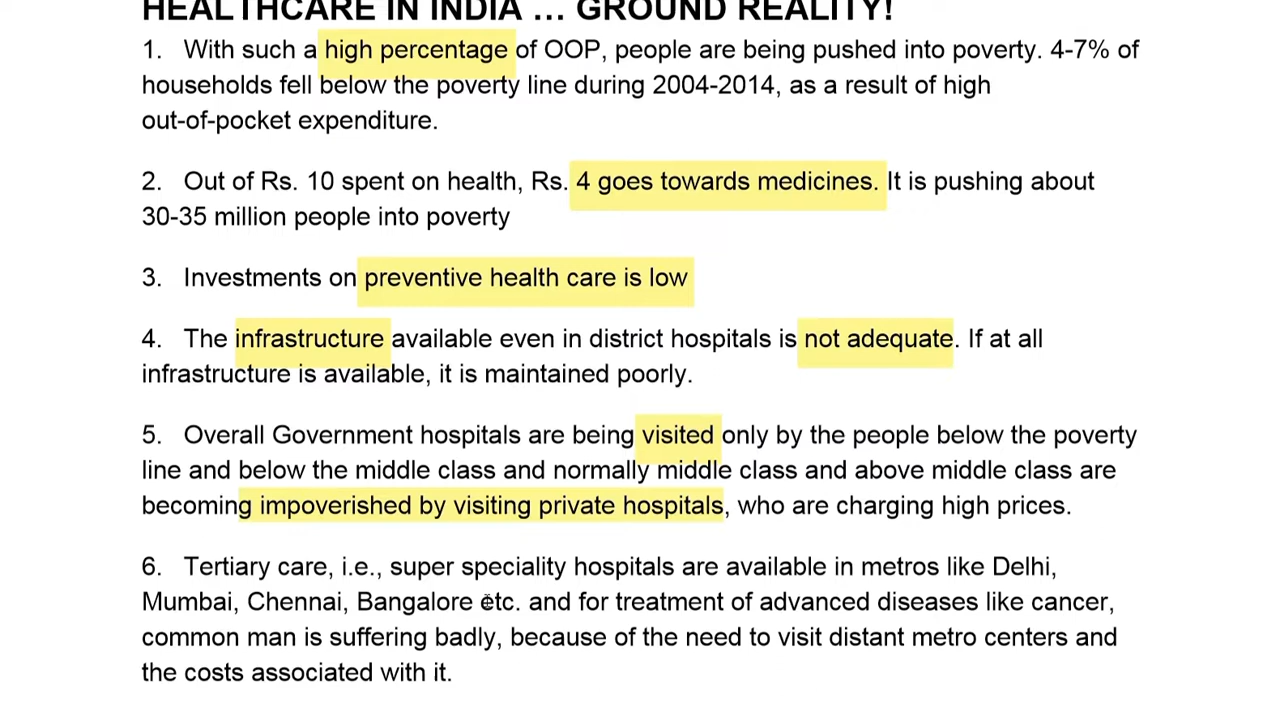 HEALTHCARE IN INDIA … GROUND REALITY!
1. With such a high percentage of OOP, people are being pushed into poverty. 4-7% of
households fell below the poverty line during 2004-2014, as a result of high
out-of-pocket expenditure.
2. Out of Rs. 10 spent on health, Rs. 4 goes towards medicines. It is pushing about
30-35 million people into poverty
3. Investments on preventive health care is low
4. The infrastructure available even in district hospitals is not adequate. If at all
infrastructure is available, it is maintained poorly.
5. Overall Government hospitals are being visited only by the people below the poverty
line and below the middle class and normally middle class and above middle class are
becoming impoverished by visiting private hospitals, who are charging high prices.
6. Tertiary care, i.e., super speciality hospitals are available in metros like Delhi,
Mumbai, Chennai, Bangalore etc. and for treatment of advanced diseases like cancer,
common man is suffering badly, because of the need to visit distant metro centers and
the costs associated with it.